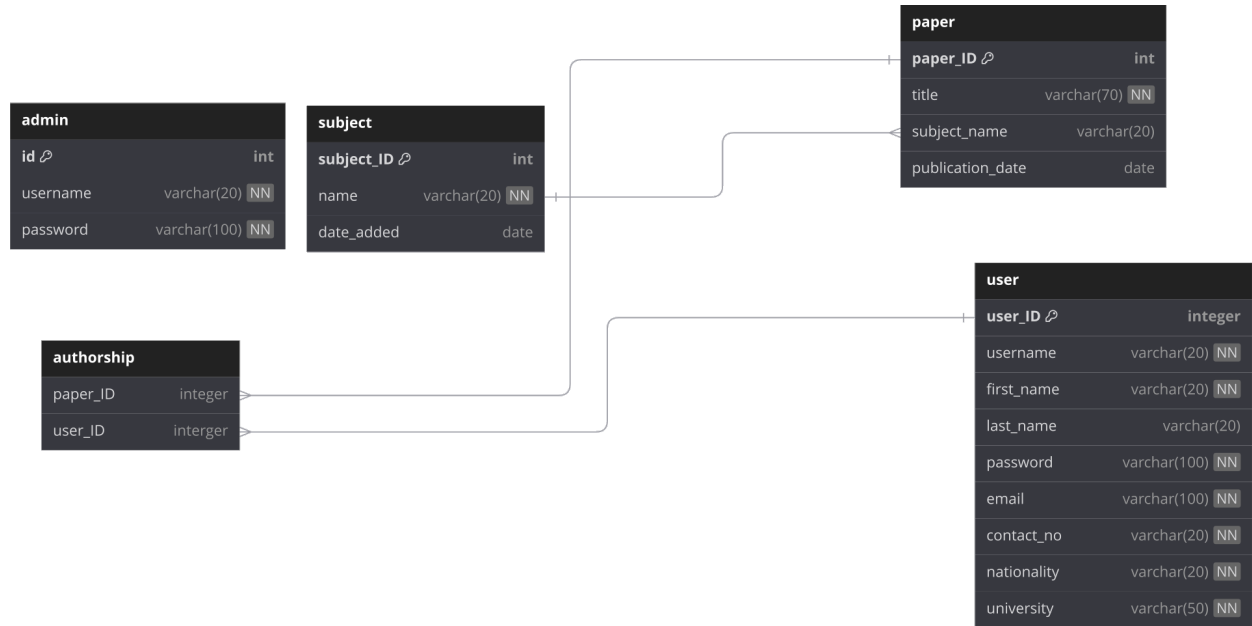 admin
id int
username varchar(20) NN
password varchar(100) NN
subject
subject_ID int
name varchar(20) NN
date_added date
paper
paper_ID int
title varchar(70) NN
subject_name varchar(20)
publication_date date
authorship
paper_ID integer
user_ID interger
user
user_ID integer
username varchar(20) NN
first_name varchar(20) NN
last_name varchar(20)
password varchar(100) NN
email varchar(100) NN
contact_no varchar(20) NN
nationality varchar(20) NN
university varchar(50) NN